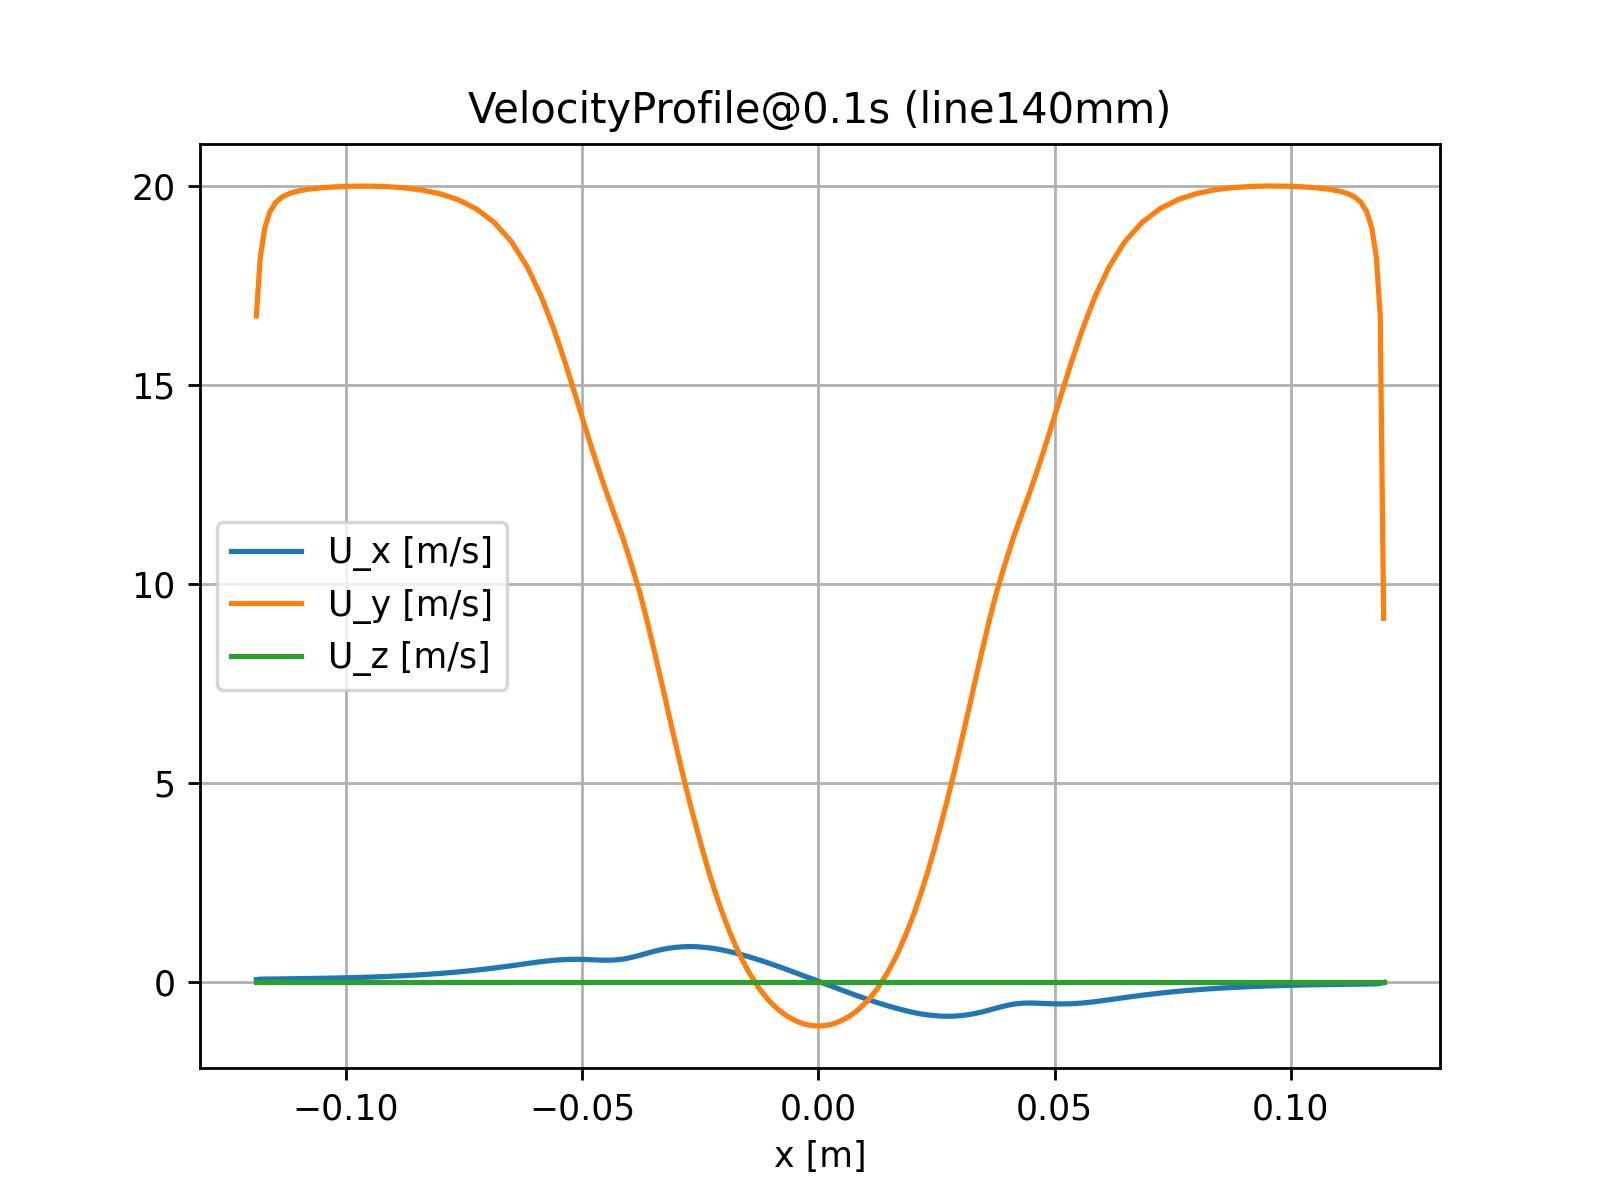 VelocityProfile@0.1s (line140mm)
20
15
10
5
0
U_x [m/s]
U_y [m/s]
U_z [m/s]
−0.10 −0.05 0.00 0.05 0.10
x [m]